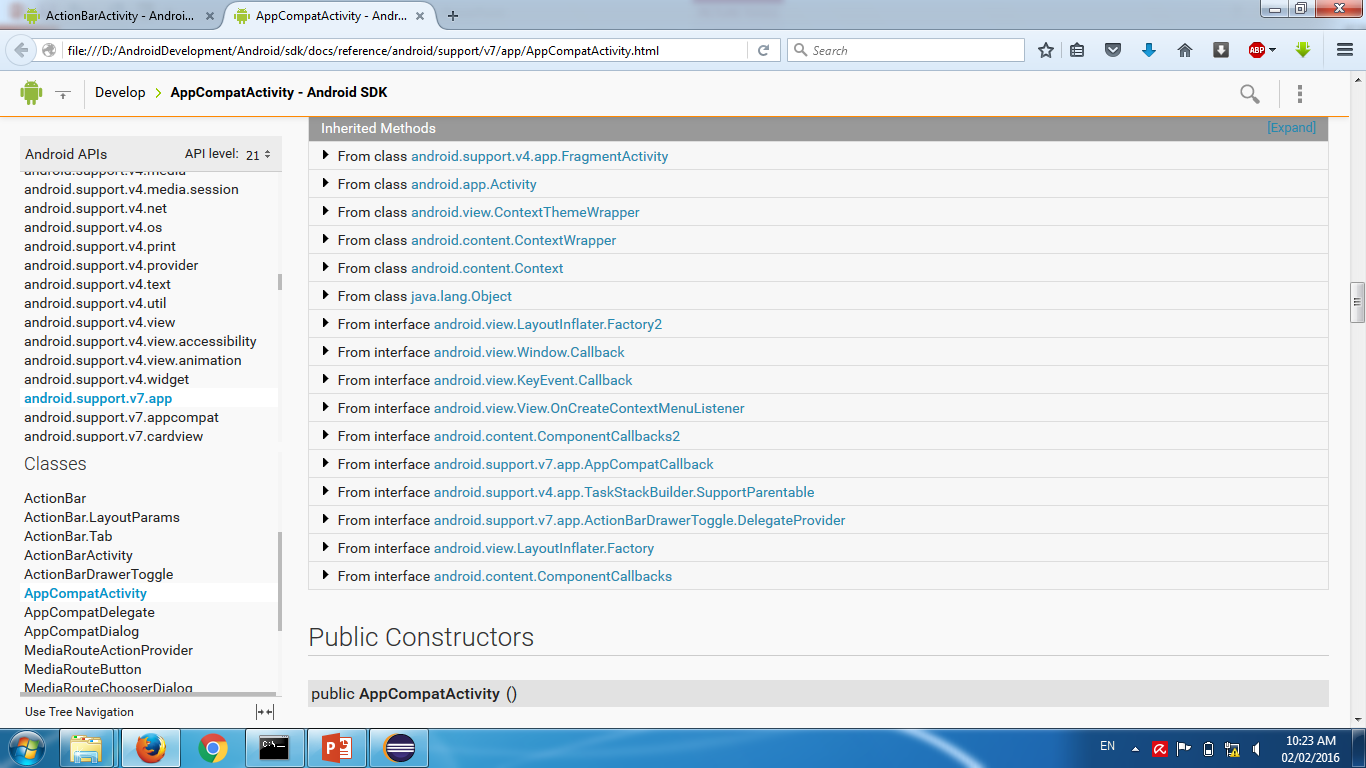 ActionBarActivity - Androi...
AppCompatActivity - Andr...
file:///D:/AndroidDevelopment/Android/sdk/docs/reference/android/support/v7/app/AppCompatActivity.html
Search
ABP
Develop > AppCompatActivity - Android SDK
Android APIs
API level: 21
android.support.v4.media
android.support.v4.media.session
android.support.v4.net
android.support.v4.os
android.support.v4.print
android.support.v4.provider
android.support.v4.text
android.support.v4.util
android.support.v4.view
android.support.v4.view.accessibility
android.support.v4.view.animation
android.support.v4.widget
android.support.v7.app
android.support.v7.appcompat
android.support.v7.cardview
Classes
ActionBar
ActionBar.LayoutParams
ActionBar.Tab
ActionBarActivity
ActionBarDrawerToggle
AppCompatActivity
AppCompatDelegate
AppCompatDialog
MediaRouteActionProvider
MediaRouteButton
MediaRouteChooserDialog
Use Tree Navigation
Inherited Methods
[Expand]
From class android.support.v4.app.FragmentActivity
From class android.app.Activity
From class android.view.ContextThemeWrapper
From class android.content.ContextWrapper
From class android.content.Context
From class java.lang.Object
From interface android.view.LayoutInflater.Factory2
From interface android.view.Window.Callback
From interface android.view.KeyEvent.Callback
From interface android.view.View.OnCreateContextMenuListener
From interface android.content.ComponentCallbacks2
From interface android.support.v7.app.AppCompatCallback
From interface android.support.v4.app.TaskStackBuilder.SupportParentable
From interface android.support.v7.app.ActionBarDrawerToggle.DelegateProvider
From interface android.view.LayoutInflater.Factory
From interface android.content.ComponentCallbacks
Public Constructors
public AppCompatActivity ()
EN
10:23 AM
02/02/2016